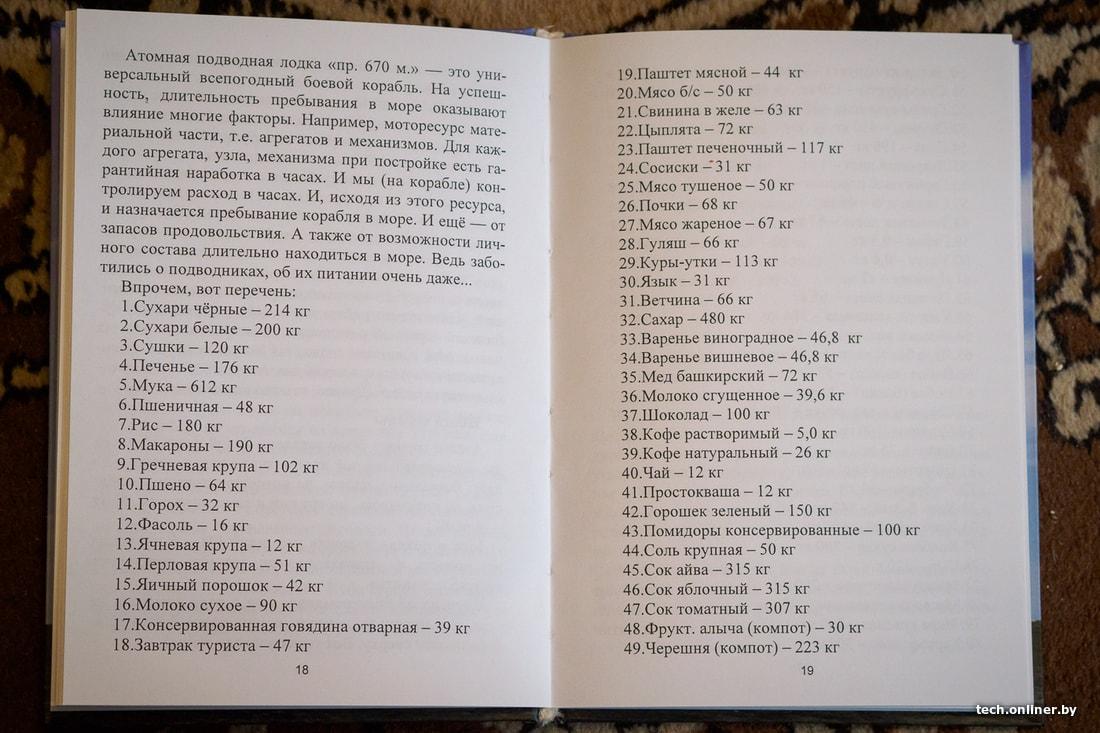 Атомная подводная лодка «пр. 670 м.» — это уни-
версальный всепогодный боевой корабль. На успеш-
ность, длительность пребывания в море оказывают
влияние многие факторы. Например, моторесурс мате-
риальной части, т.е. агрегатов и механизмов. Для каж-
дого агрегата, узла, механизма при постройке есть га-
рантийная наработка в часах. И мы (на корабле) кон-
тролируем расход в часах. И, исходя из этого ресурса,
и назначается пребывание корабля в море. И ещё — от
запасов продовольствия. А также от возможности лич-
ного состава длительно находиться в море. Ведь забо-
тились о подводниках, об их питании очень даже...
Впрочем, вот перечень:
1.Сухари чёрные – 214 кг
2.Сухари белые – 200 кг
3.Сушки – 120 кг
4.Печенье – 176 кг
5.Мука – 612 кг
6.Пшеничная – 48 кг
7.Рис – 180 кг
8.Макароны – 190 кг
9.Гречневая крупа – 102 кг
10.Пшено – 64 кг
11.Горох – 32 кг
12.Фасоль – 16 кг
13.Ячневая крупа – 12 кг
14.Перловая крупа – 51 кг
15.Яичный порошок – 42 кг
16.Молоко сухое – 90 кг
17.Консервированная говядина отварная – 39 кг
18.Завтрак туриста – 47 кг
18
19.Паштет мясной – 44 кг
20.Мясо б/с – 50 кг
21.Свинина в желе – 63 кг
22.Цыплята – 72 кг
23.Паштет печеночный – 117 кг
24.Сосиски – 31 кг
25.Мясо тушеное – 50 кг
26.Почки – 68 кг
27.Мясо жареное – 67 кг
28.Гуляш – 66 кг
29.Куры-утки – 113 кг
30.Язык – 31 кг
31.Ветчина – 66 кг
32.Сахар – 480 кг
33.Варенье виноградное – 46,8 кг
34.Варенье вишневое – 46,8 кг
35.Мед башкирский – 72 кг
36.Молоко сгущенное – 39,6 кг
37.Шоколад – 100 кг
38.Кофе растворимый – 5,0 кг
39.Кофе натуральный – 26 кг
40.Чай – 12 кг
41.Простокваша – 12 кг
42.Горошек зеленый – 150 кг
43.Помидоры консервированные – 100 кг
44.Соль крупная – 50 кг
45.Сок айва – 315 кг
46.Сок яблочный – 315 кг
47.Сок томатный – 307 кг
48.Фрукт. алыча (компот) – 30 кг
49.Черешня (компот) – 223 кг
19
tech.onliner.by